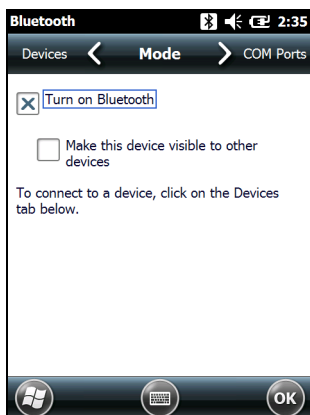 Bluetooth 2:35
Devices Mode COM Ports
Turn on Bluetooth
Make this device visible to other
devices
To connect to a device, click on the Devices
tab below.
OK